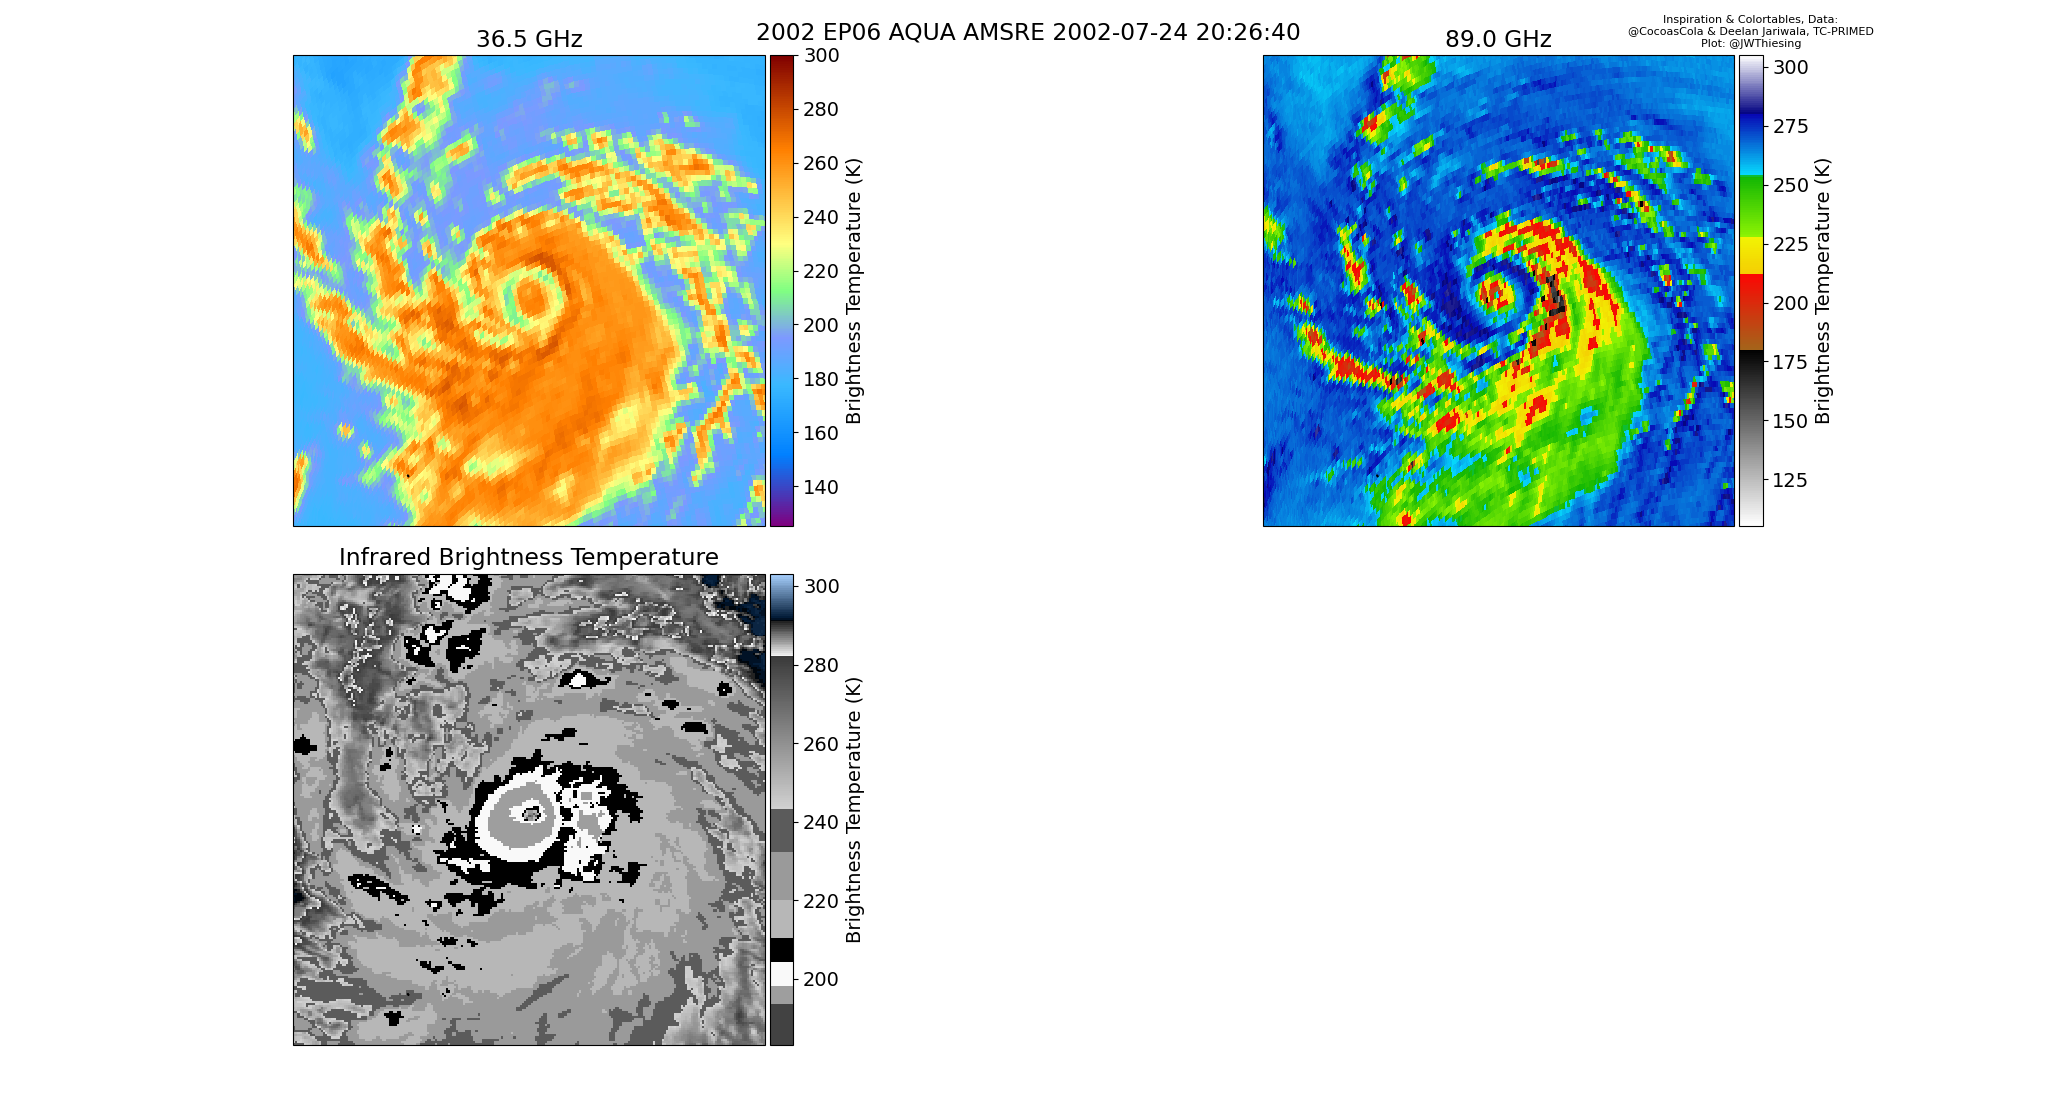 2002 EP06 AQUA AMSRE 2002-07-24 20:26:40
Inspiration & Colortables, Data:
@CocoasCola & Deelan Jariwala, TC-PRIMED
Plot: @JWThiesing
36.5 GHz
300
280
260
240
220
200
180
160
140
Brightness Temperature (K)
89.0 GHz
300
275
250
225
200
175
150
125
Brightness Temperature (K)
Infrared Brightness Temperature
300
280
260
240
220
200
Brightness Temperature (K)